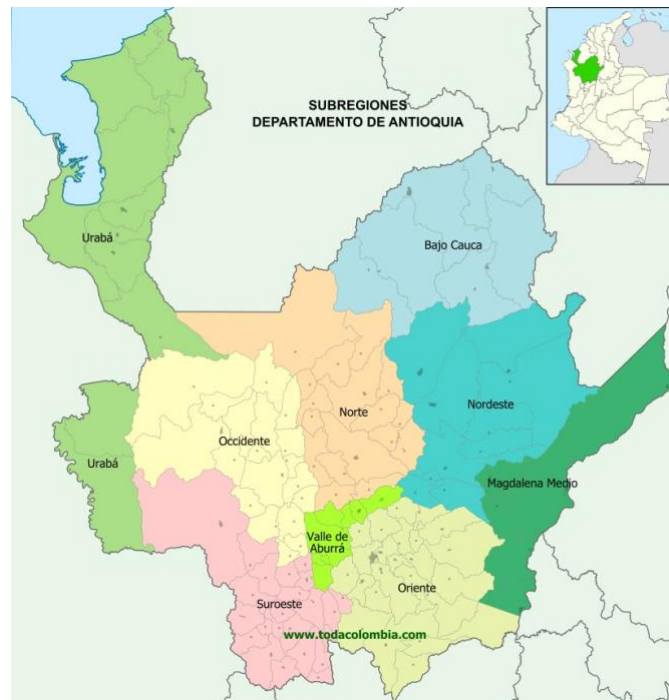 SUBREGIONES
DEPARTAMENTO DE ANTIOQUIA
Urabá
Bajo Cauca
Norte
Nordeste
Occidente
Urabá
Magdalena Medio
Valle de
Aburrá
Oriente
Suroeste
www.todacolombia.com